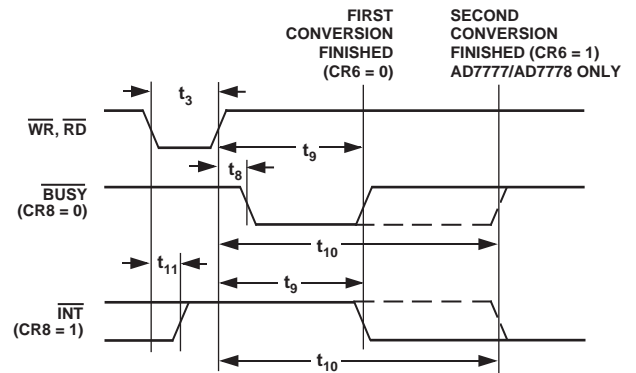 FIRST
CONVERSION
FINISHED
(CR6 = 0)
SECOND
CONVERSION
FINISHED (CR6 = 1)
AD7777/AD7778 ONLY
t3
WR, RD
t9
t8
BUSY
(CR8 = 0)
t10
t11
t9
INT
(CR8 = 1)
t10